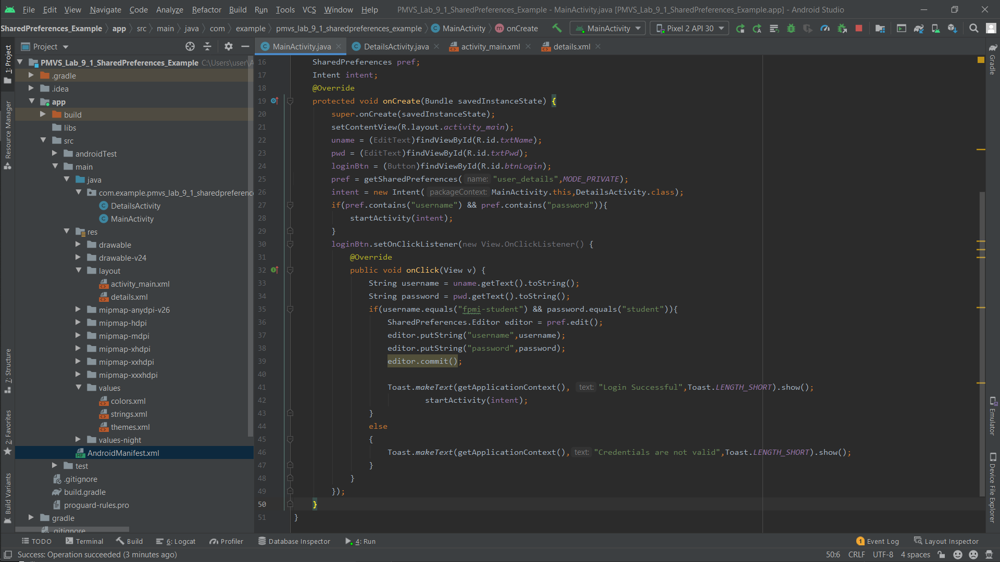 File Edit View Navigate Code Analyze Refactor Build Run Tools VCS Window Help PMVS_Lab_9_1_SharedPreferences_Example - MainActivity.java [PMVS_Lab_9_1_SharedPreferences_Example.app] - Android Studio
SharedPreferences_Example app src main java com example pmvs_lab_9_1_sharedpreferences_example MainActivity onCreate MainActivity Pixel 2 API 30
Project
MainActivity.java DetailsActivity.java activity_main.xml details.xml
1: Project
Resource Manager
7: Structure
2: Favorites
Build Variants
PMVS_Lab_9_1_SharedPreferences_Example C:\Users\user\
.gradle
.idea
app
build
libs
src
androidTest
main
java
com.example.pmvs_lab_9_1_sharedpreferenc
DetailsActivity
MainActivity
res
drawable
drawable-v24
layout
activity_main.xml
details.xml
mipmap-anydpi-v26
mipmap-hdpi
mipmap-mdpi
mipmap-xhdpi
mipmap-xxhdpi
mipmap-xxxhdpi
values
colors.xml
strings.xml
themes.xml
values-night
AndroidManifest.xml
test
.gitignore
build.gradle
proguard-rules.pro
gradle
.gitignore
16 SharedPreferences pref;
17 Intent intent;
18 @Override
19 protected void onCreate(Bundle savedInstanceState) {
20 super.onCreate(savedInstanceState);
21 setContentView(R.layout.activity_main);
22 uname = (EditText)findViewById(R.id.txtName);
23 pwd = (EditText)findViewById(R.id.txtPwd);
24 loginBtn = (Button)findViewById(R.id.btnLogin);
25 pref = getSharedPreferences( name: "user_details",MODE_PRIVATE);
26 intent = new Intent( packageContext: MainActivity.this,DetailsActivity.class);
27 if(pref.contains("username") && pref.contains("password")){
28 startActivity(intent);
29 }
30 loginBtn.setOnClickListener(new View.OnClickListener() {
31 @Override
32 public void onClick(View v) {
33 String username = uname.getText().toString();
34 String password = pwd.getText().toString();
35 if(username.equals("fpmi-student") && password.equals("student")){
36 SharedPreferences.Editor editor = pref.edit();
37 editor.putString("username",username);
38 editor.putString("password",password);
39 editor.commit();
40
41 Toast.makeText(getApplicationContext(), text: "Login Successful",Toast.LENGTH_SHORT).show();
42 startActivity(intent);
43 }
44 else
45 {
46 Toast.makeText(getApplicationContext(), text: "Credentials are not valid",Toast.LENGTH_SHORT).show();
47 }
48 }
49 });
50 }
51 }
Gradle
Emulator
Device File Explorer
TODO Terminal Build 6: Logcat Profiler Database Inspector 4: Run 1 Event Log Layout Inspector
Success: Operation succeeded (3 minutes ago) 50:6 CRLF UTF-8 4 spaces